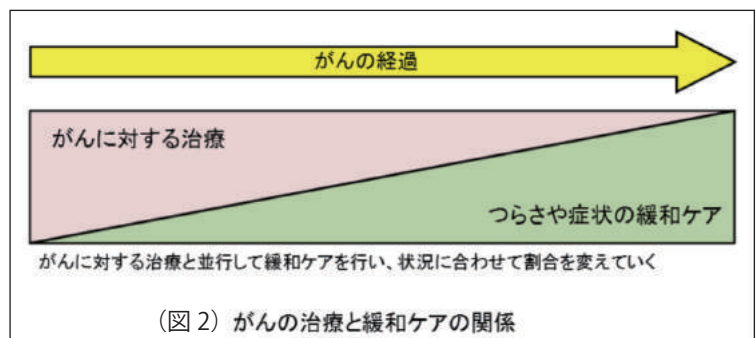 がんの経過
がんに対する治療
つらさや症状の緩和ケア
がんに対する治療と並行して緩和ケアを行い、状況に合わせて割合を変えていく
（図 2）がんの治療と緩和ケアの関係